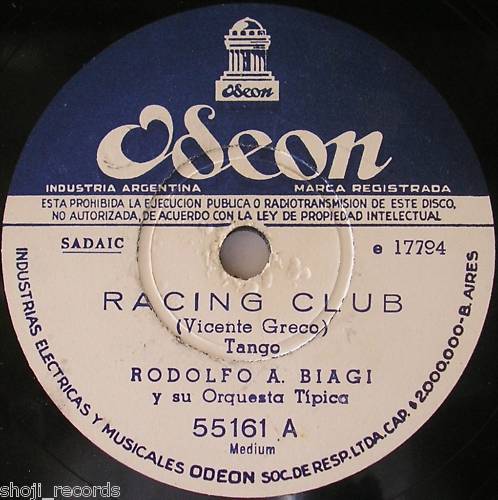 Odeon
Odeon
INDUSTRIA ARGENTINA MARCA REGISTRADA
ESTA PROHIBIDA LA EJECUCION PUBLICA O RADIOTRANSMISION DE ESTE DISCO,
NO AUTORIZADA, DE ACUERDO CON LA LEY DE PROPIEDAD INTELECTUAL
SADAIC e 17794
RACING CLUB
(Vicente Greco)
Tango
RODOLFO A. BIAGI
y su Orquesta Típica
55161 A
Medium
INDUSTRIAS ELECTRICAS Y MUSICALES ODEON SOC. DE RESP. LTDA. CAP. $ 2.000.000 - B. AIRES
shoji_records